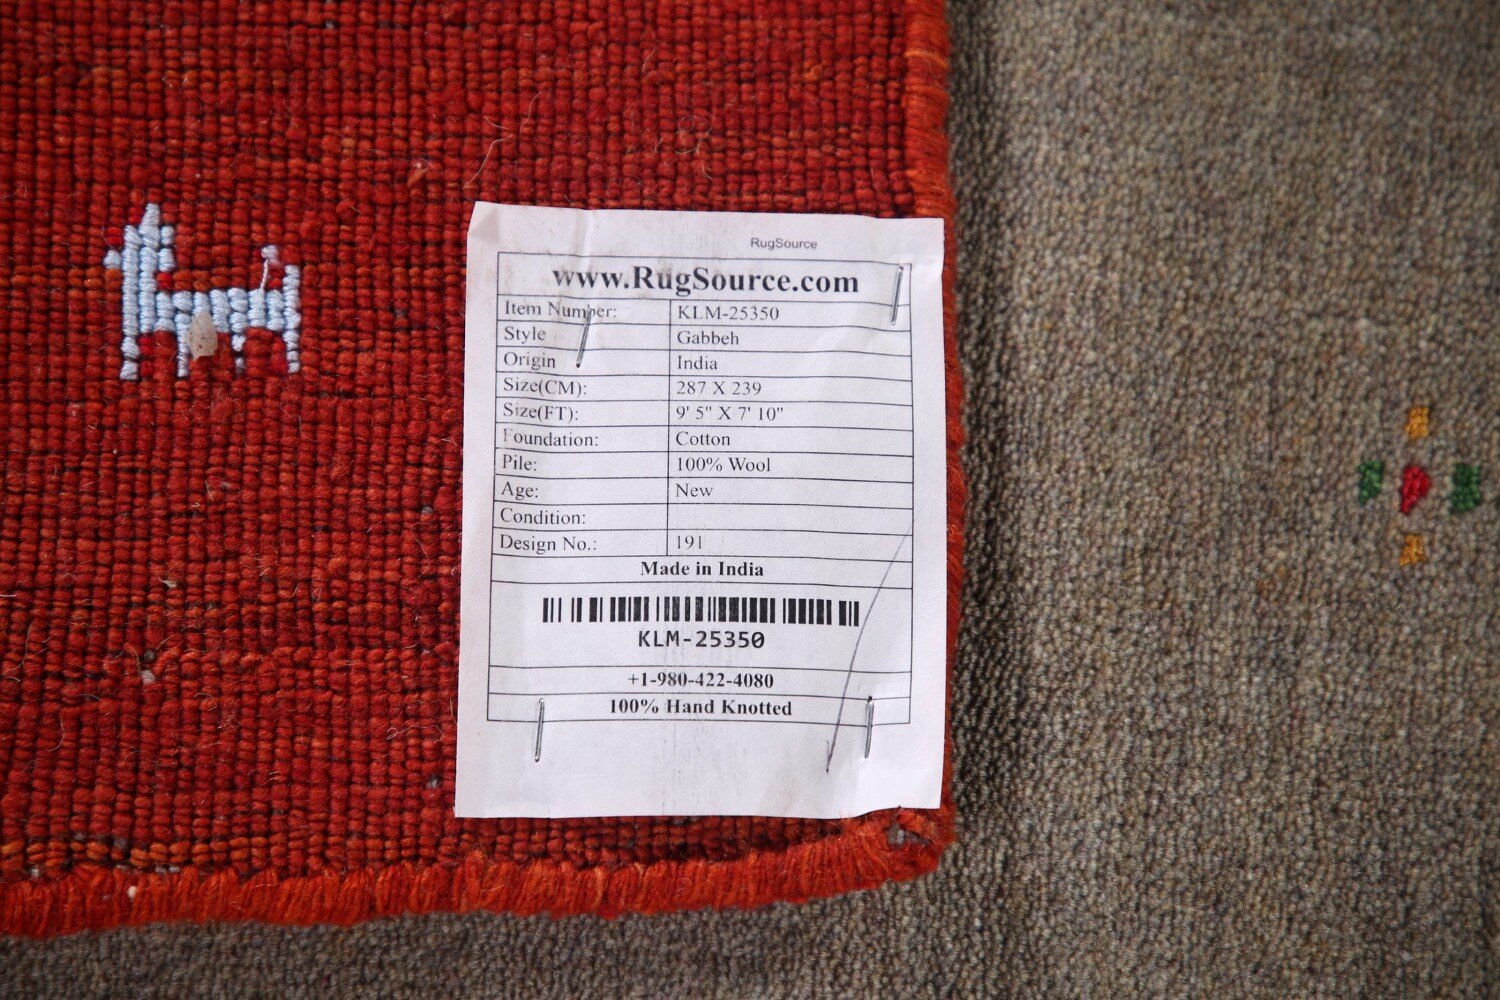 RugSource
www.RugSource.com
Item Number: KLM-25350
Style Gabbeh
Origin India
Size(CM): 287 X 239
Size(FT): 9' 5" X 7' 10"
Foundation: Cotton
Pile: 100% Wool
Age: New
Condition:
Design No.: 191
Made in India
KLM-25350
+1-980-422-4080
100% Hand Knotted